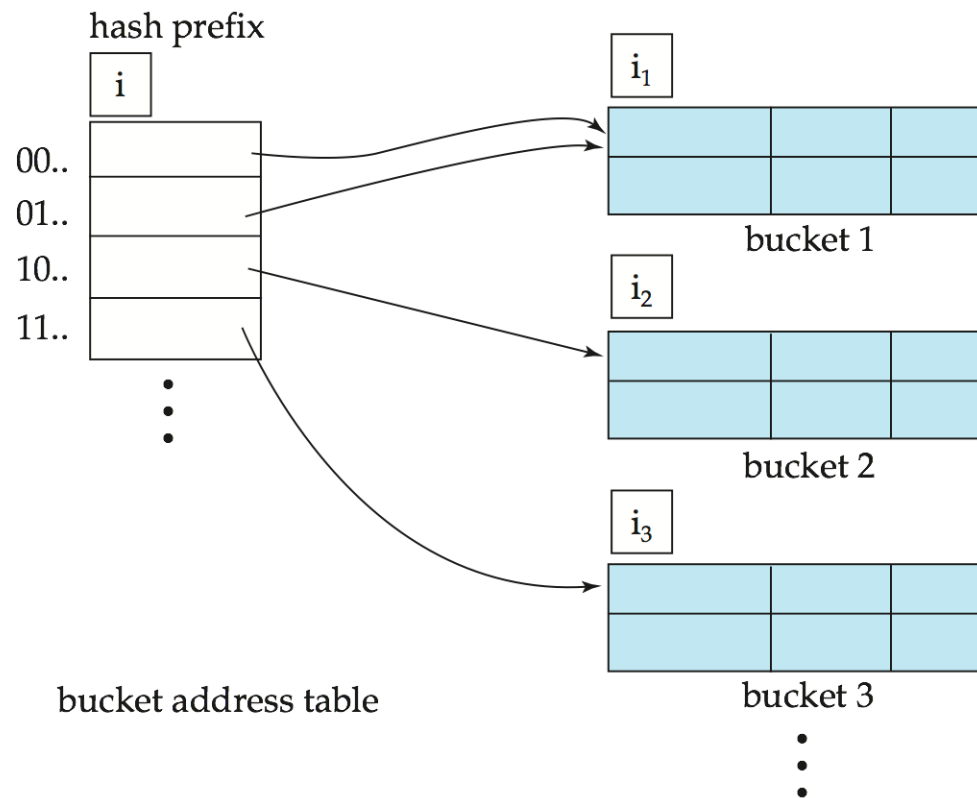 hash prefix
i
00..
01..
10..
11..
bucket address table
i₁
bucket 1
i₂
bucket 2
i₃
bucket 3